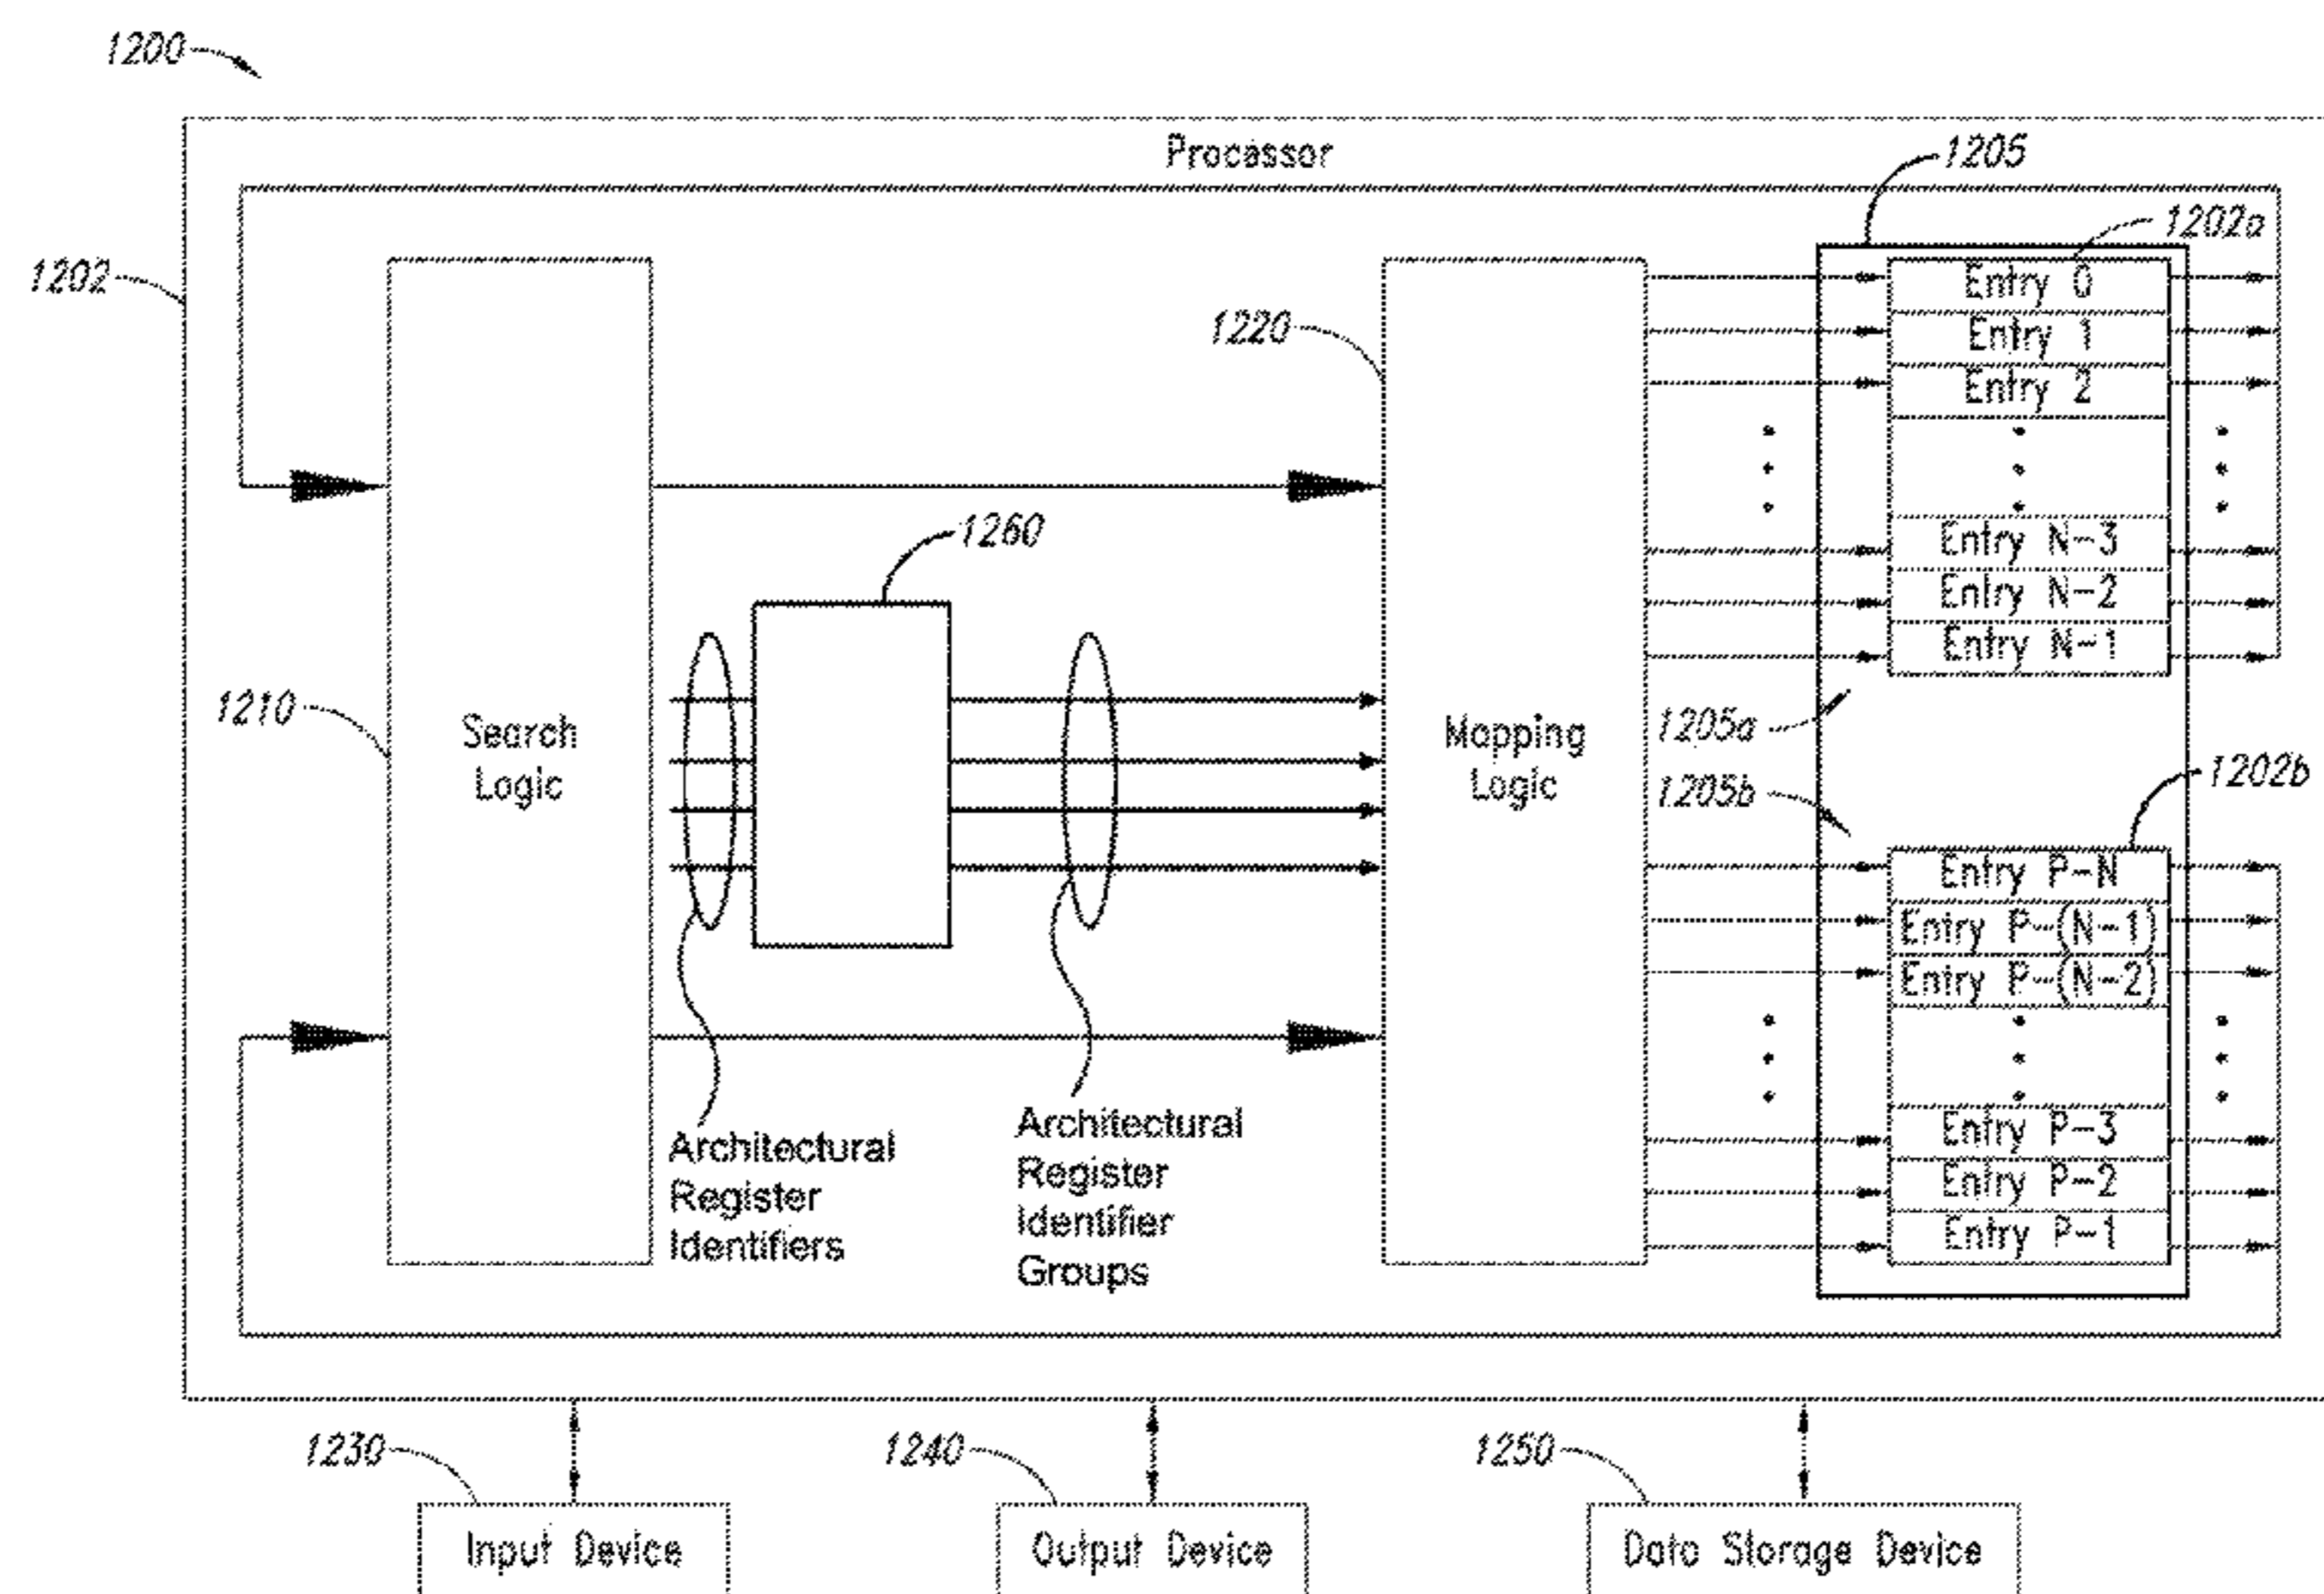 1200
Processor
1205
1202a
1202
1220
Entry 0
Entry 1
Entry 2
Entry N-3
Entry N-2
Entry N-1
1260
1210
Search
Logic
Mapping
Logic
1205a
1205b
1202b
Entry P-N
Entry P-(N-1)
Entry P-(N-2)
Entry P-3
Entry P-2
Entry P-1
Architectural
Register
Identifiers
Architectural
Register
Identifier
Groups
1230
1240
1250
Input Device
Output Device
Data Storage Device